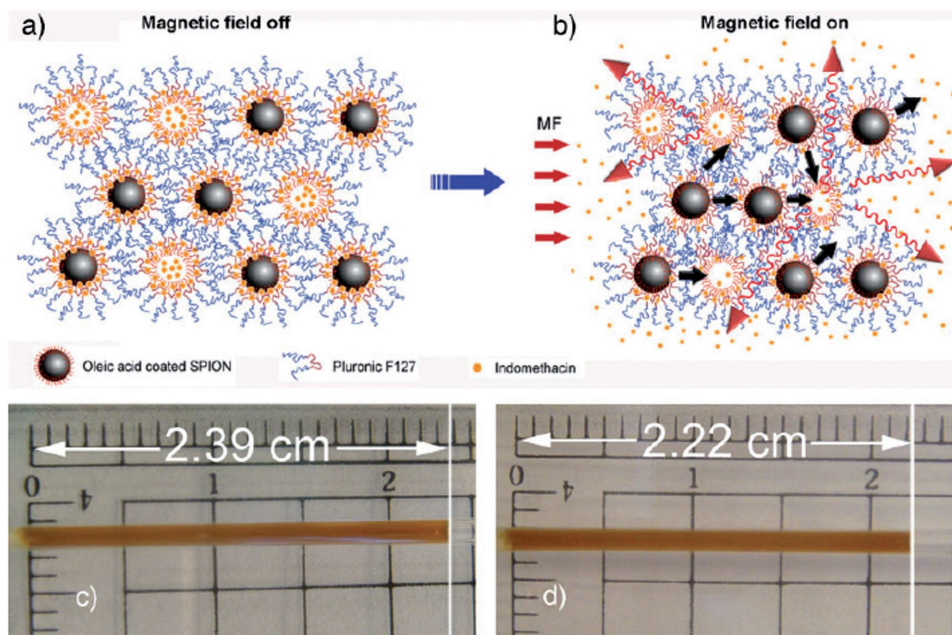 a) Magnetic field off
b) Magnetic field on
MF
Oleic acid coated SPION
Pluronic F127
Indomethacin
2.39 cm
0 1 2
4
c)
2.22 cm
0 1 2
4
d)